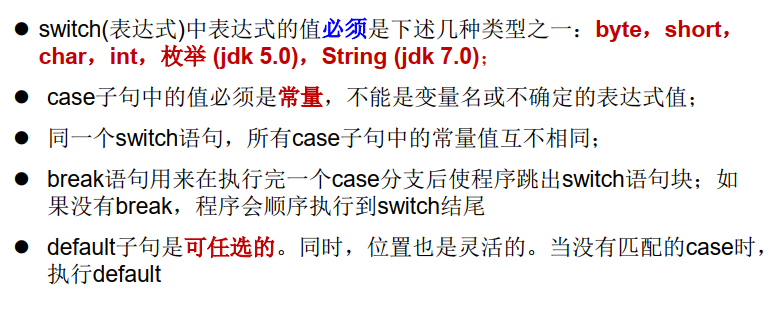 ● switch(表达式)中表达式的值必须是下述几种类型之一：byte，short，
char，int，枚举 (jdk 5.0)，String (jdk 7.0)；
● case子句中的值必须是常量，不能是变量名或不确定的表达式值；
● 同一个switch语句，所有case子句中的常量值互不相同；
● break语句用来在执行完一个case分支后使程序跳出switch语句块；如
果没有break，程序会顺序执行到switch结尾
● default子句是可任选的。同时，位置也是灵活的。当没有匹配的case时，
执行default